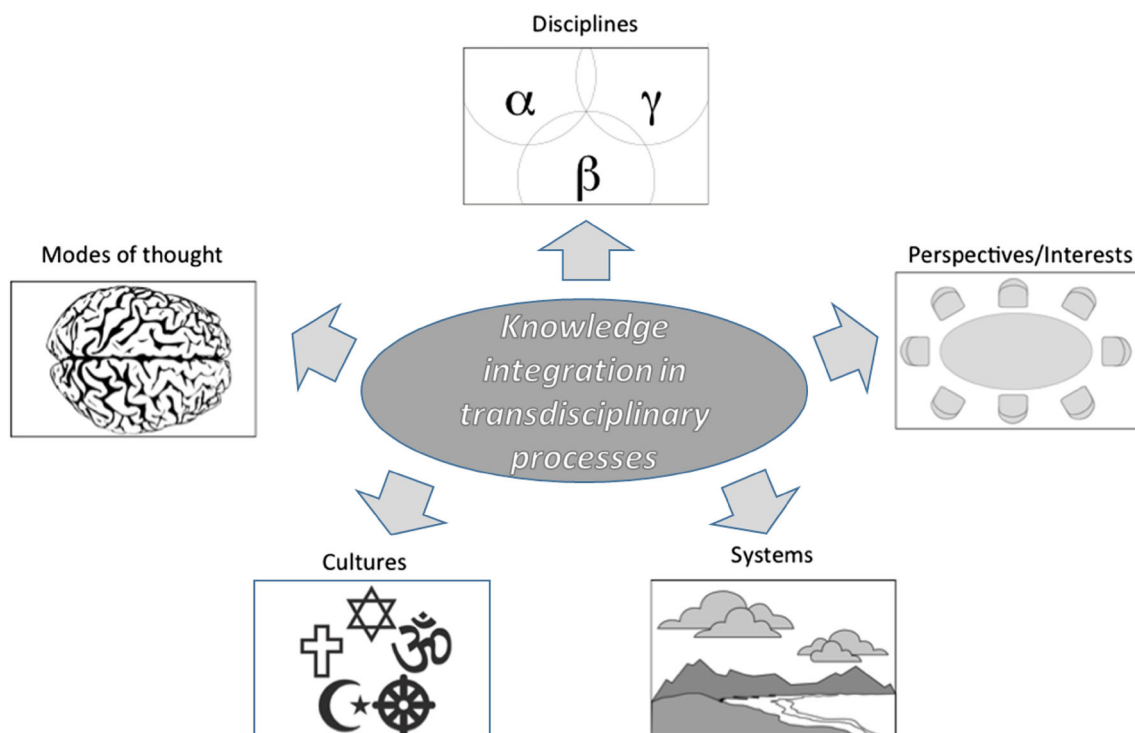 Disciplines
α γ
β
Modes of thought
Perspectives/Interests
Knowledge
integration in
transdisciplinary
processes
Cultures
Systems
ॐ